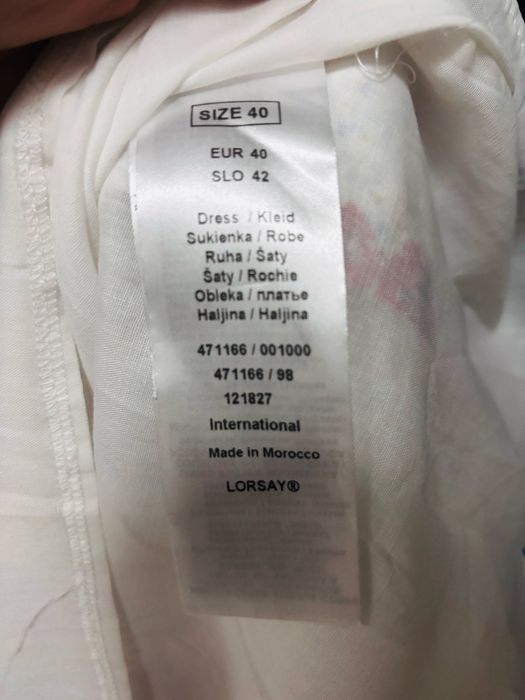 SIZE 40
EUR 40
SLO 42
Dress / Kleid
Sukienka / Robe
Ruha / Šaty
Šaty / Rochie
Obleka / платье
Haljina / Haljina
471166 / 001000
471166 / 98
121827
International
Made in Morocco
LORSAY®